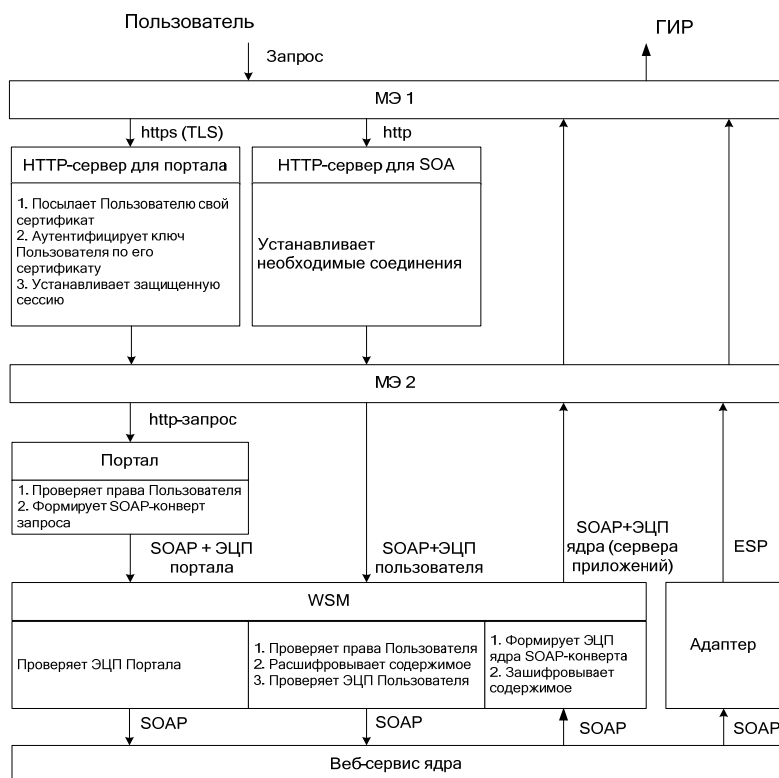 Пользователь
ГИР
Запрос
МЭ 1
https (TLS)
http
HTTP-сервер для портала
HTTP-сервер для SOA
1. Посылает Пользователю свой
сертификат
2. Аутентифицирует ключ
Пользователя по его
сертификату
3. Устанавливает защищенную
сессию
Устанавливает
необходимые соединения
МЭ 2
http-запрос
Портал
1. Проверяет права Пользователя
2. Формирует SOAP-конверт
запроса
SOAP + ЭЦП
портала
SOAP+ЭЦП
пользователя
SOAP+ЭЦП
ядра (сервера
приложений)
ESP
WSM
Проверяет ЭЦП Портала
1. Проверяет права Пользователя
2. Расшифровывает содержимое
3. Проверяет ЭЦП Пользователя
1. Формирует ЭЦП
ядра SOAP-конверта
2. Зашифровывает
содержимое
Адаптер
SOAP
SOAP
SOAP
SOAP
Веб-сервис ядра